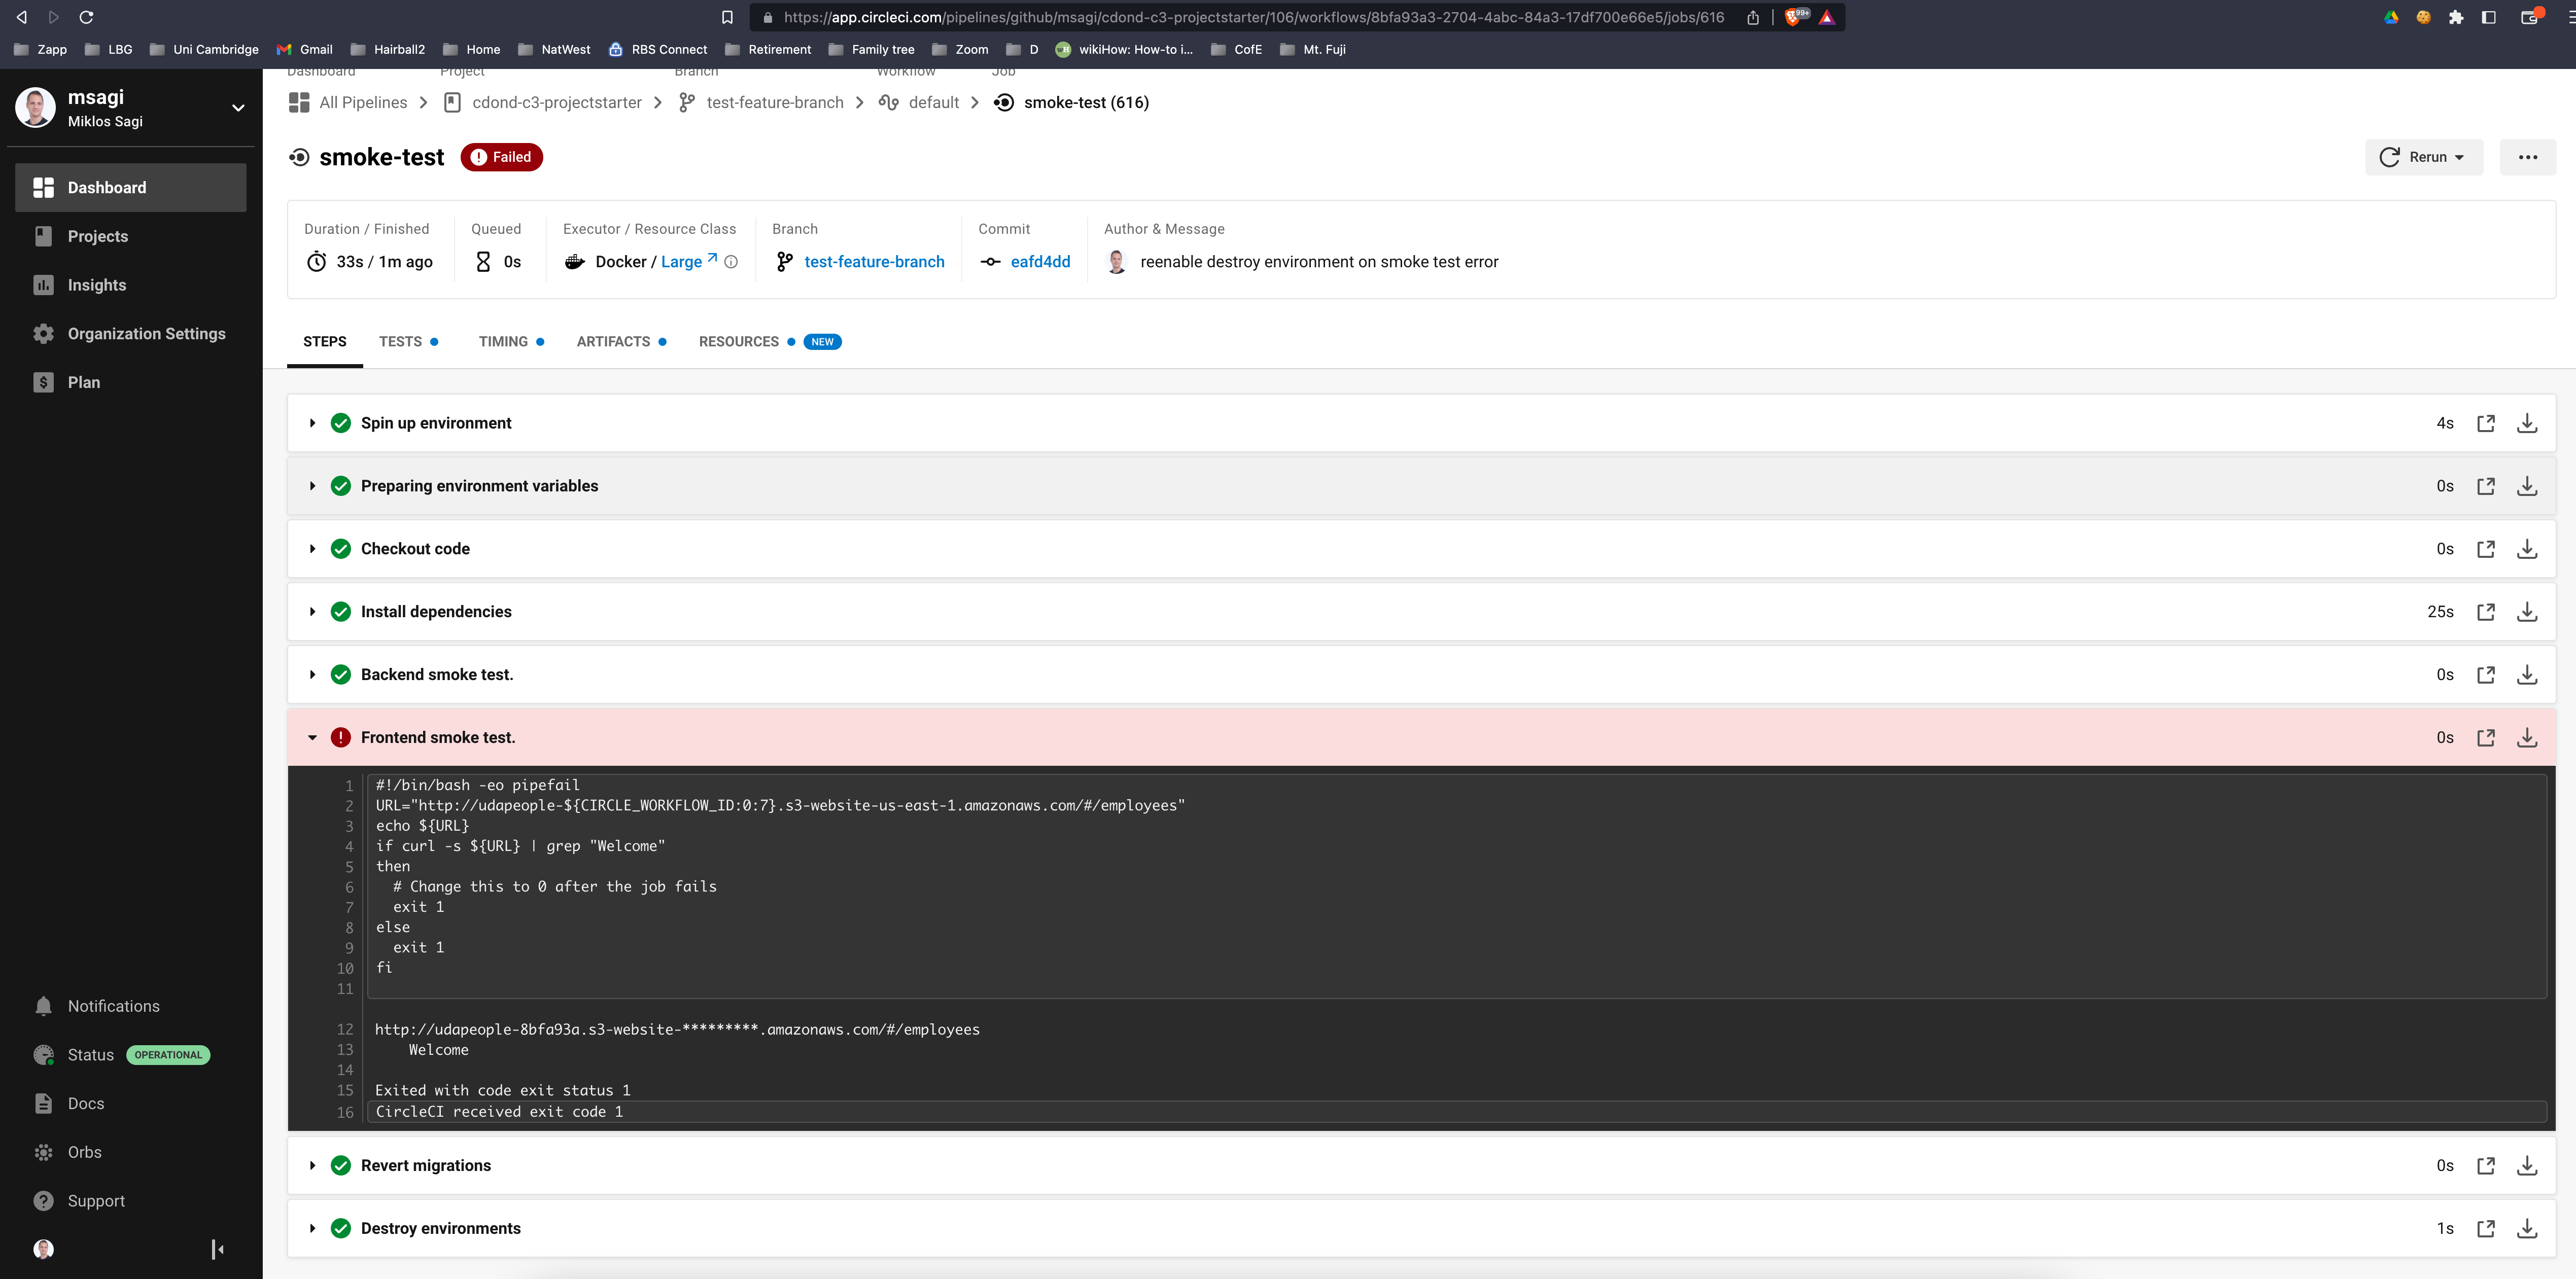 https://app.circleci.com/pipelines/github/msagi/cdond-c3-projectstarter/106/workflows/8bfa93a3-2704-4abc-84a3-17df700e66e5/jobs/616
99+
Zapp LBG Uni Cambridge Gmail Hairball2 Home NatWest RBS Connect Retirement Family tree Zoom D wikiHow: How-to i... CofE Mt. Fuji
msagi
Miklos Sagi
Dashboard
Projects
Insights
Organization Settings
Plan
Notifications
Status OPERATIONAL
Docs
Orbs
Support
Dashboard Project Branch Workflow Job
All Pipelines cdond-c3-projectstarter test-feature-branch default smoke-test (616)
smoke-test Failed
Rerun
Duration / Finished Queued Executor / Resource Class Branch Commit Author & Message
33s / 1m ago 0s Docker / Large test-feature-branch eafd4dd reenable destroy environment on smoke test error
STEPS TESTS TIMING ARTIFACTS RESOURCES NEW
Spin up environment 4s
Preparing environment variables 0s
Checkout code 0s
Install dependencies 25s
Backend smoke test. 0s
Frontend smoke test. 0s
1 #!/bin/bash -eo pipefail
2 URL="http://udapeople-${CIRCLE_WORKFLOW_ID:0:7}.s3-website-us-east-1.amazonaws.com/#/employees"
3 echo ${URL}
4 if curl -s ${URL} | grep "Welcome"
5 then
6 # Change this to 0 after the job fails
7 exit 1
8 else
9 exit 1
10 fi
11
12 http://udapeople-8bfa93a.s3-website-*********.amazonaws.com/#/employees
13 Welcome
14
15 Exited with code exit status 1
16 CircleCI received exit code 1
Revert migrations 0s
Destroy environments 1s